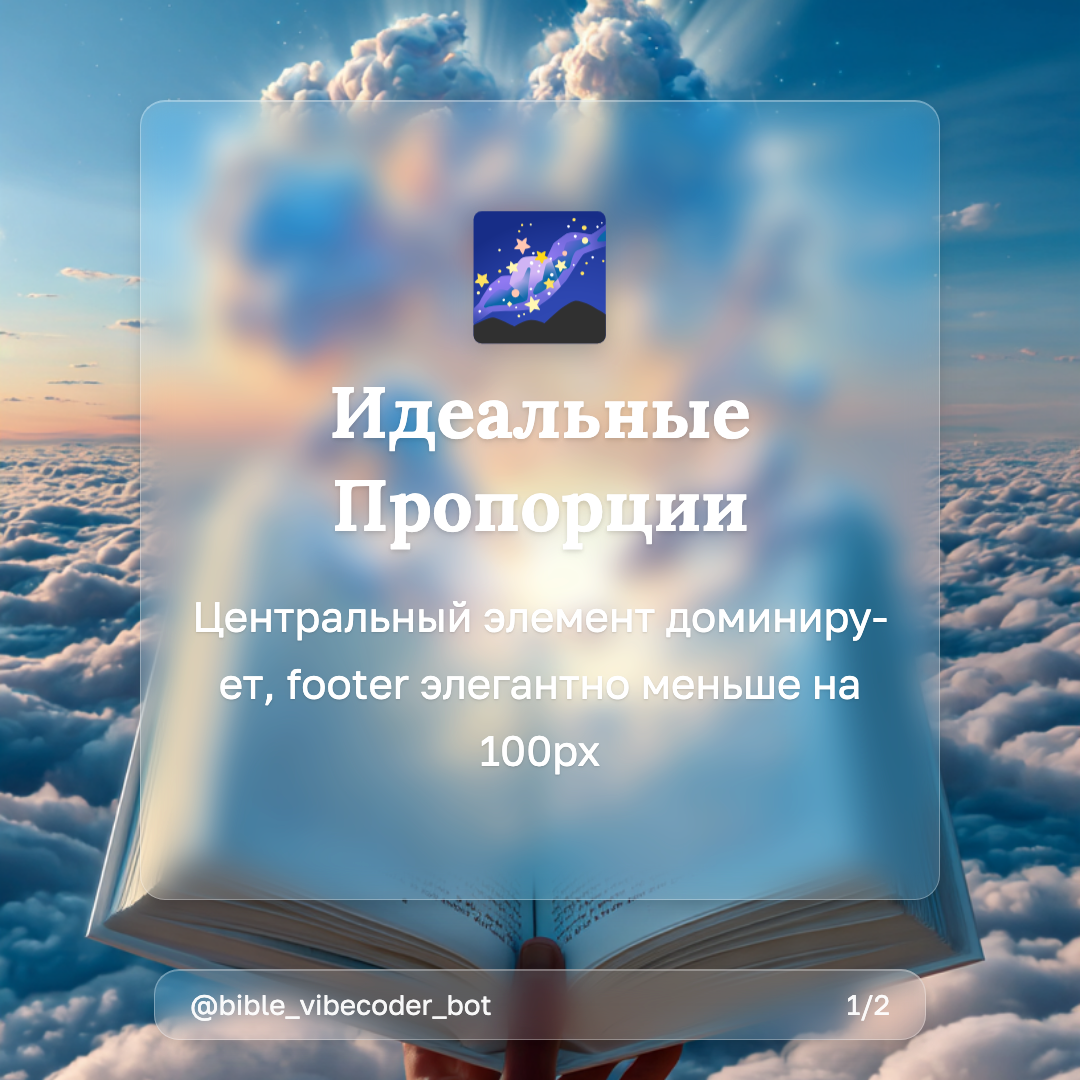 Идеальные
Пропорции
Центральный элемент доминиру-
ет, footer элегантно меньше на
100px
@bible_vibecoder_bot 1/2